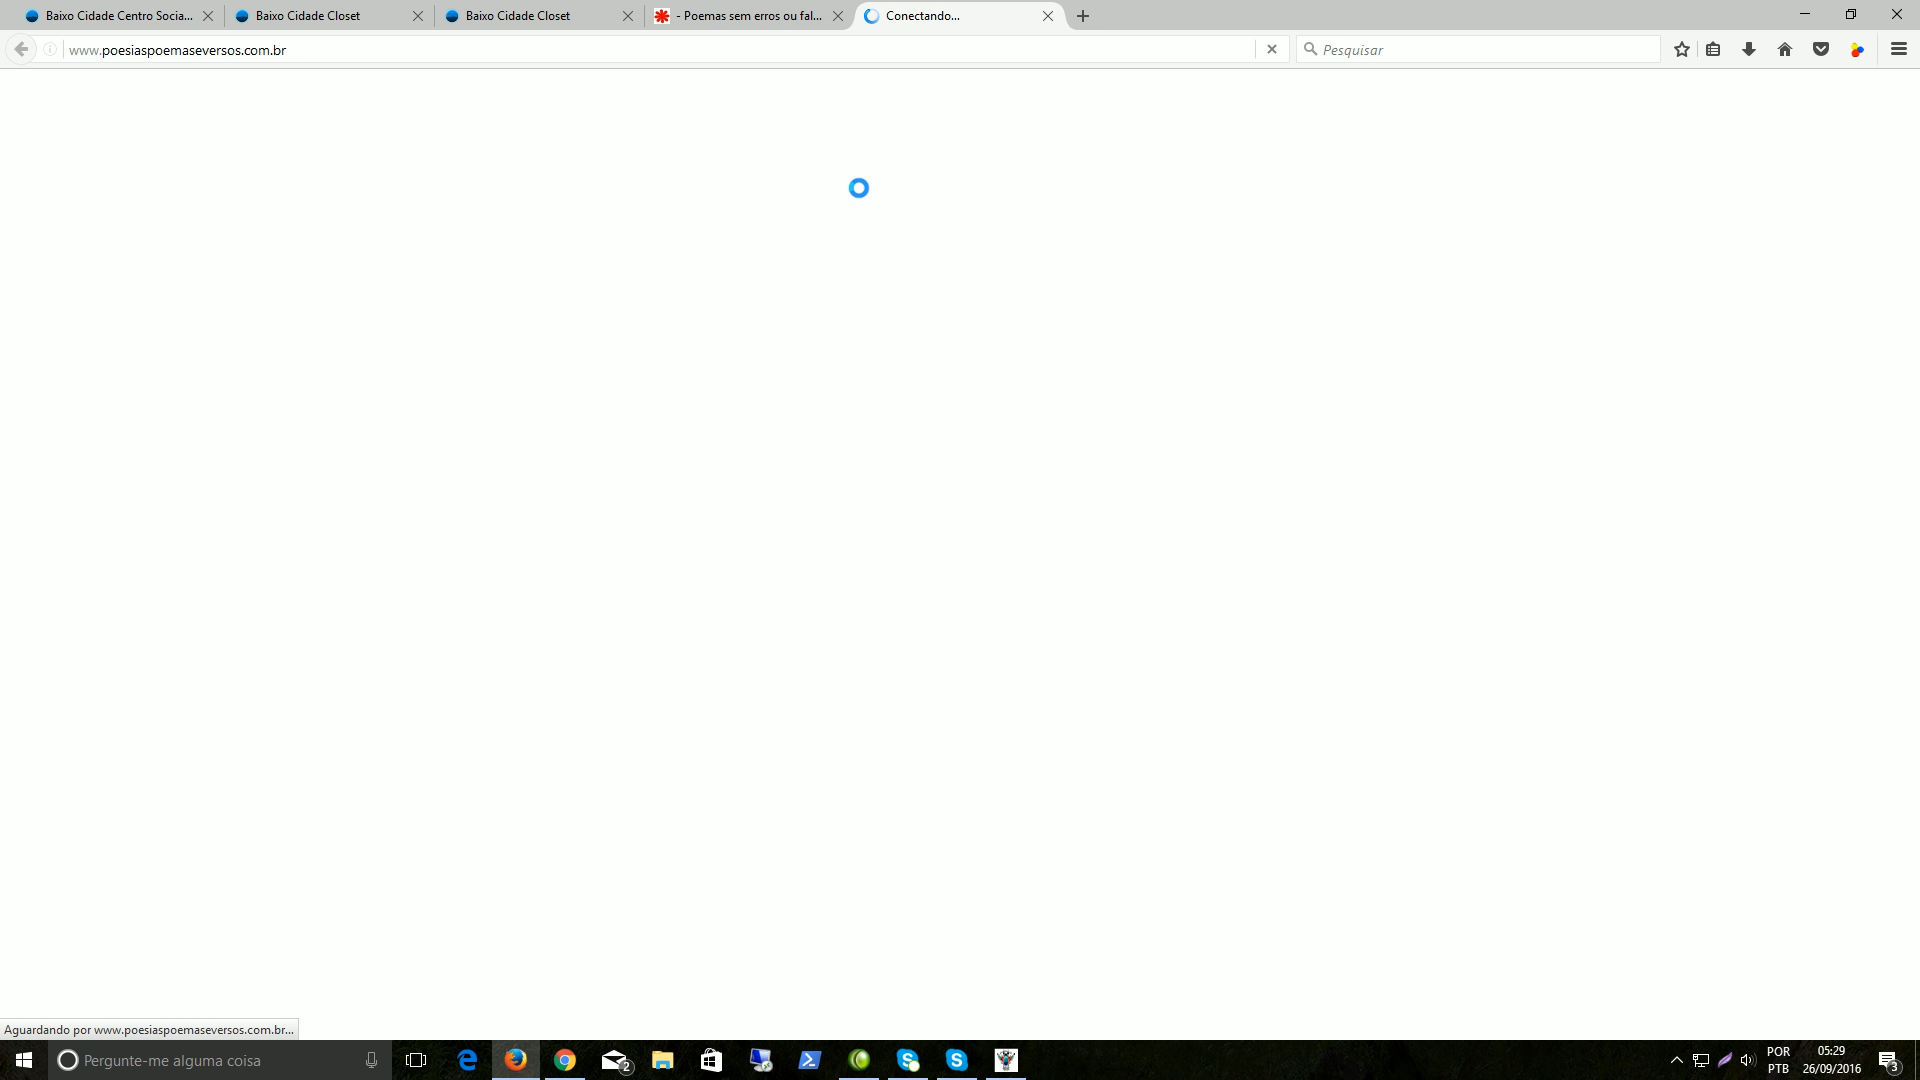 Baixo Cidade Centro Socia...
Baixo Cidade Closet
Baixo Cidade Closet
- Poemas sem erros ou fal...
Conectando...
www.poesiaspoemaseversos.com.br
Pesquisar
Aguardando por www.poesiaspoemaseversos.com.br...
Pergunte-me alguma coisa
2
POR
PTB
05:29
26/09/2016
3